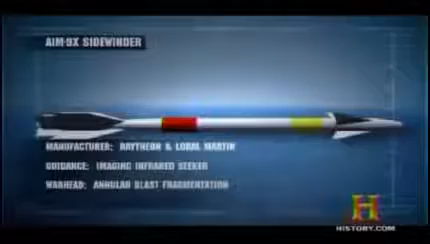 AIM-9X SIDEWINDER
MANUFACTURER: RAYTHEON & LORAL MARTIN
GUIDANCE: IMAGING INFRARED SEEKER
WARHEAD: ANNULAR BLAST FRAGMENTATION
H
HISTORY.COM